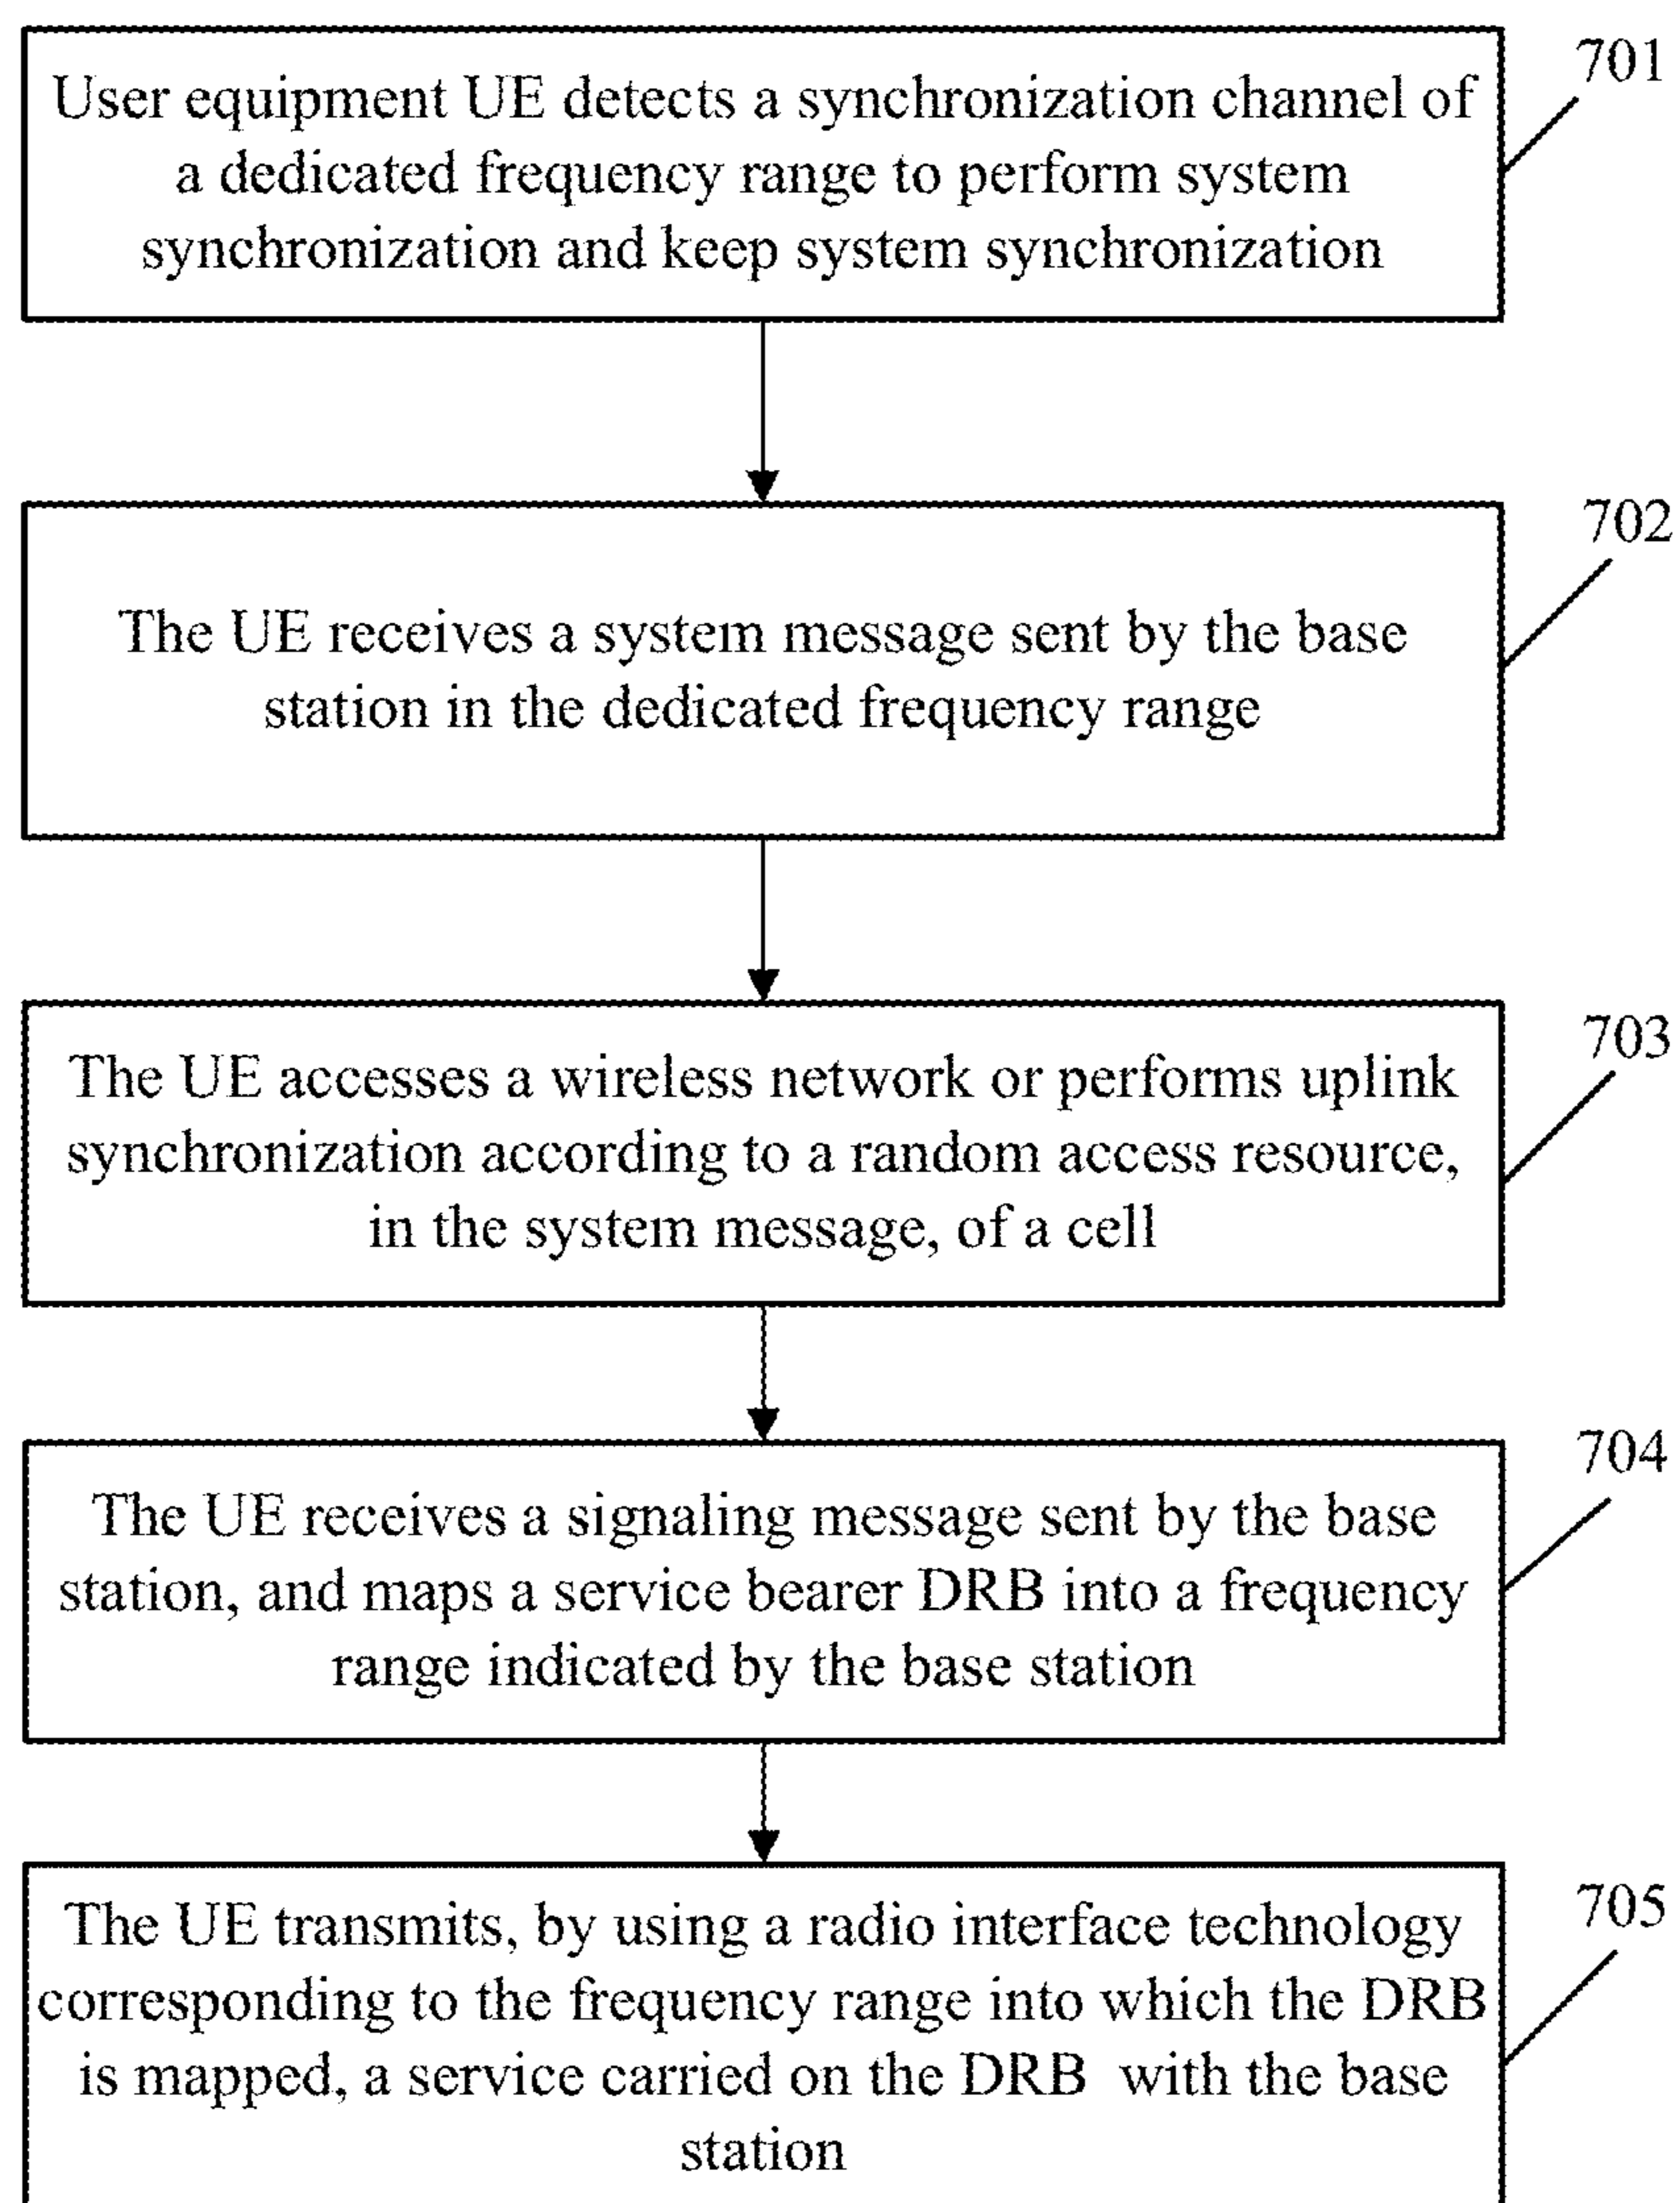 User equipment UE detects a synchronization channel of
a dedicated frequency range to perform system
synchronization and keep system synchronization
701
The UE receives a system message sent by the base
station in the dedicated frequency range
702
The UE accesses a wireless network or performs uplink
synchronization according to a random access resource,
in the system message, of a cell
703
The UE receives a signaling message sent by the base
station, and maps a service bearer DRB into a frequency
range indicated by the base station
704
The UE transmits, by using a radio interface technology
corresponding to the frequency range into which the DRB
is mapped, a service carried on the DRB with the base
station
705